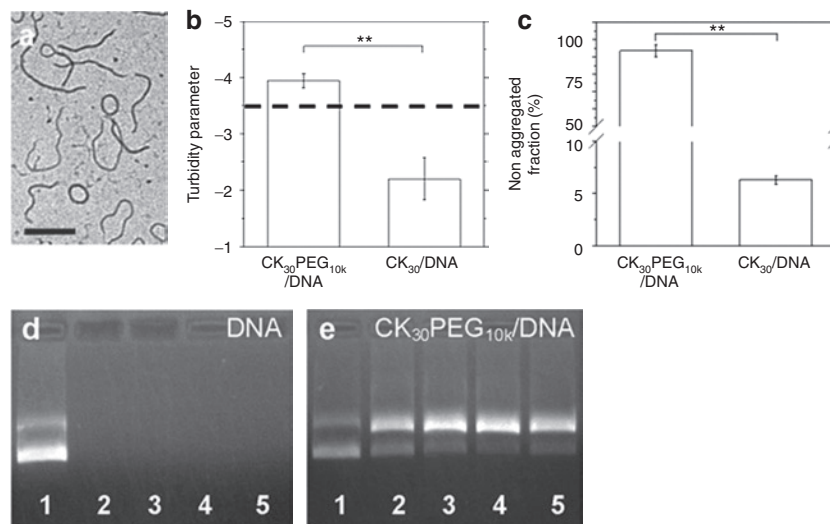 a
b
−5
−4
−3
−2
−1
Turbidity parameter
**
CK₃₀PEG₁₀ₖ
/DNA
CK₃₀/DNA
c
100
75
50
10
5
0
Non aggregated
fraction (%)
**
CK₃₀PEG₁₀ₖ
/DNA
CK₃₀/DNA
d
DNA
1 2 3 4 5
e
CK₃₀PEG₁₀ₖ/DNA
1 2 3 4 5